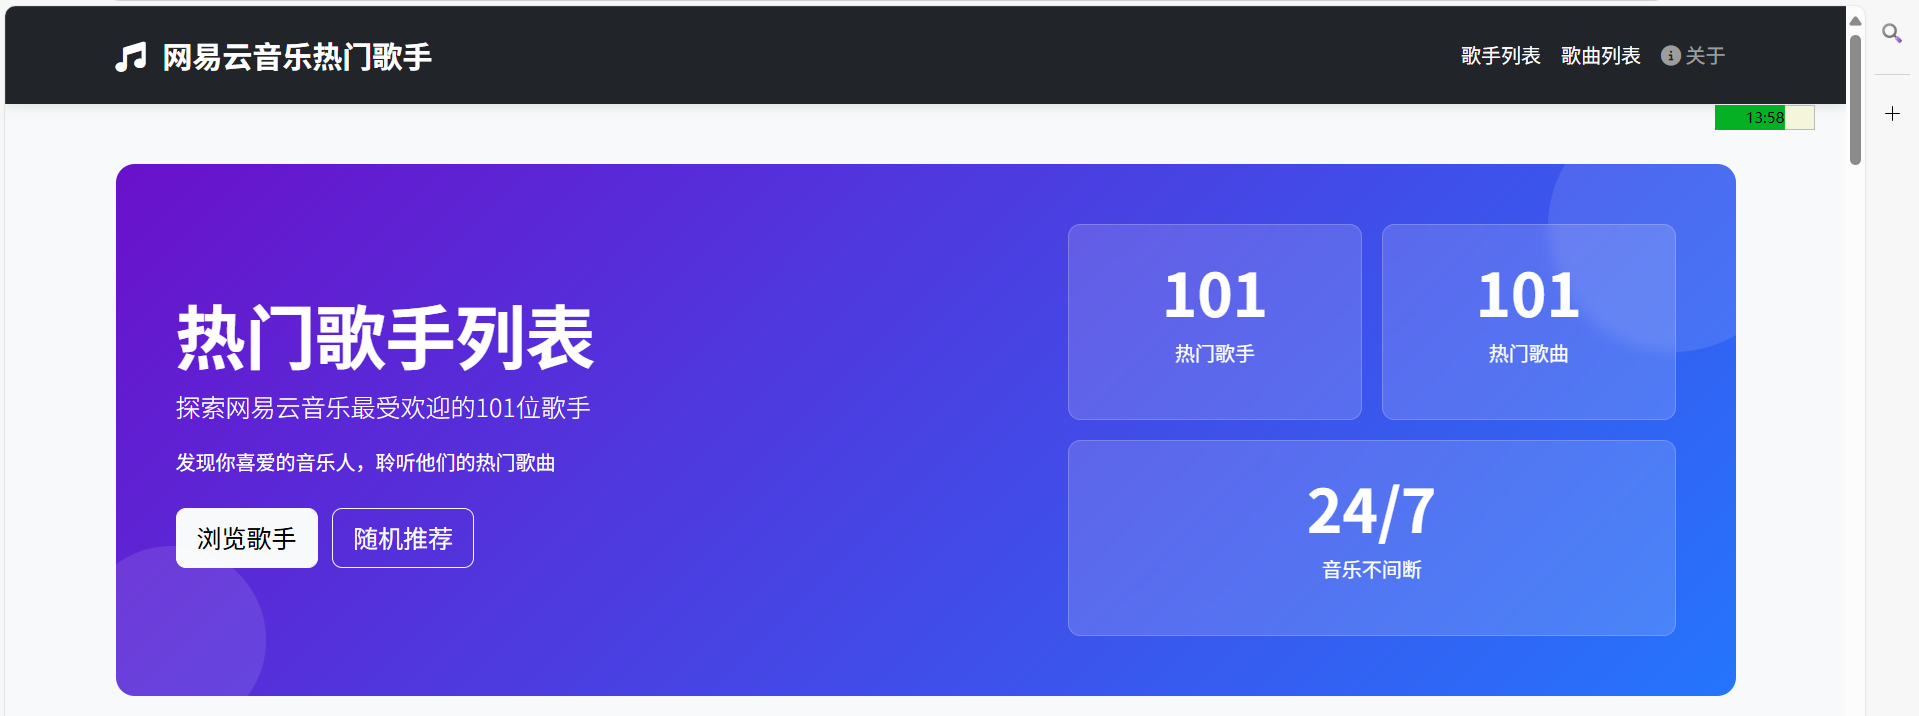 网易云音乐热门歌手
歌手列表 歌曲列表 关于
13:58
热门歌手列表
探索网易云音乐最受欢迎的101位歌手
发现你喜爱的音乐人，聆听他们的热门歌曲
浏览歌手 随机推荐
101
热门歌手
101
热门歌曲
24/7
音乐不间断